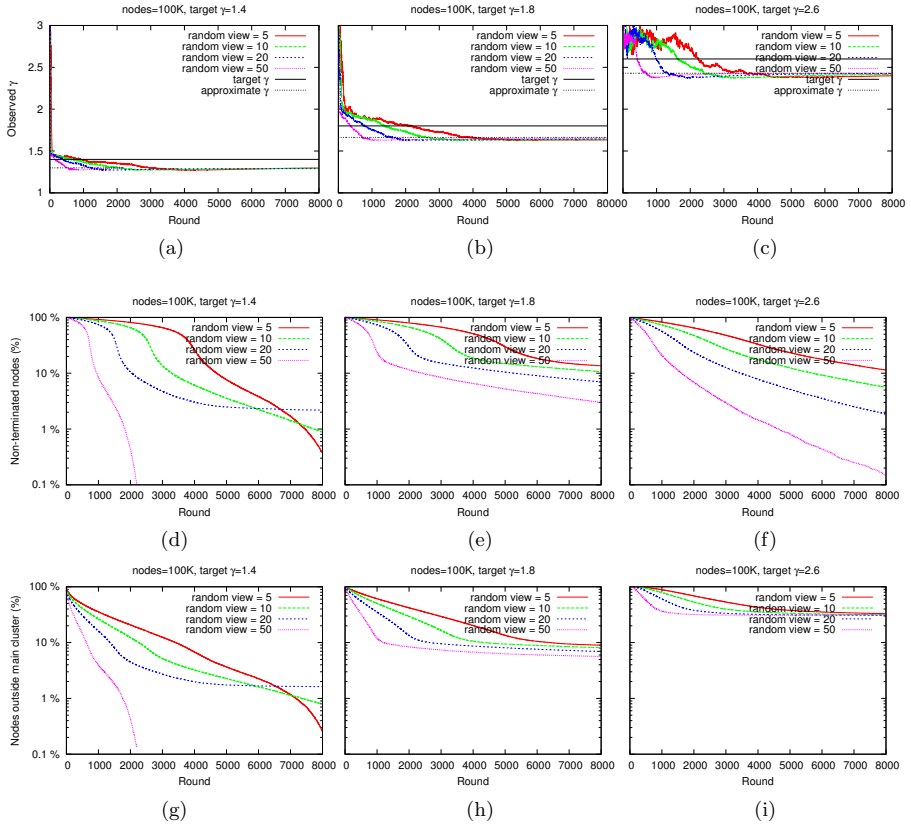 nodes=100K, target γ=1.4
nodes=100K, target γ=1.8
nodes=100K, target γ=2.6
Observed γ
3
2.5
2
1.5
1
random view = 5
random view = 10
random view = 20
random view = 50
target γ
approximate γ
0 1000 2000 3000 4000 5000 6000 7000 8000
Round
(a)
random view = 5
random view = 10
random view = 20
random view = 50
target γ
approximate γ
0 1000 2000 3000 4000 5000 6000 7000 8000
Round
(b)
random view = 5
random view = 10
random view = 20
random view = 50
target γ
approximate γ
0 1000 2000 3000 4000 5000 6000 7000 8000
Round
(c)
nodes=100K, target γ=1.4
Non-terminated nodes (%)
100 %
10 %
1 %
0.1 %
random view = 5
random view = 10
random view = 20
random view = 50
0 1000 2000 3000 4000 5000 6000 7000 8000
Round
(d)
nodes=100K, target γ=1.8
random view = 5
random view = 10
random view = 20
random view = 50
0 1000 2000 3000 4000 5000 6000 7000 8000
Round
(e)
nodes=100K, target γ=2.6
random view = 5
random view = 10
random view = 20
random view = 50
0 1000 2000 3000 4000 5000 6000 7000 8000
Round
(f)
nodes=100K, target γ=1.4
Nodes outside main cluster (%)
100 %
10 %
1 %
0.1 %
random view = 5
random view = 10
random view = 20
random view = 50
0 1000 2000 3000 4000 5000 6000 7000 8000
Round
(g)
nodes=100K, target γ=1.8
random view = 5
random view = 10
random view = 20
random view = 50
0 1000 2000 3000 4000 5000 6000 7000 8000
Round
(h)
nodes=100K, target γ=2.6
random view = 5
random view = 10
random view = 20
random view = 50
0 1000 2000 3000 4000 5000 6000 7000 8000
Round
(i)